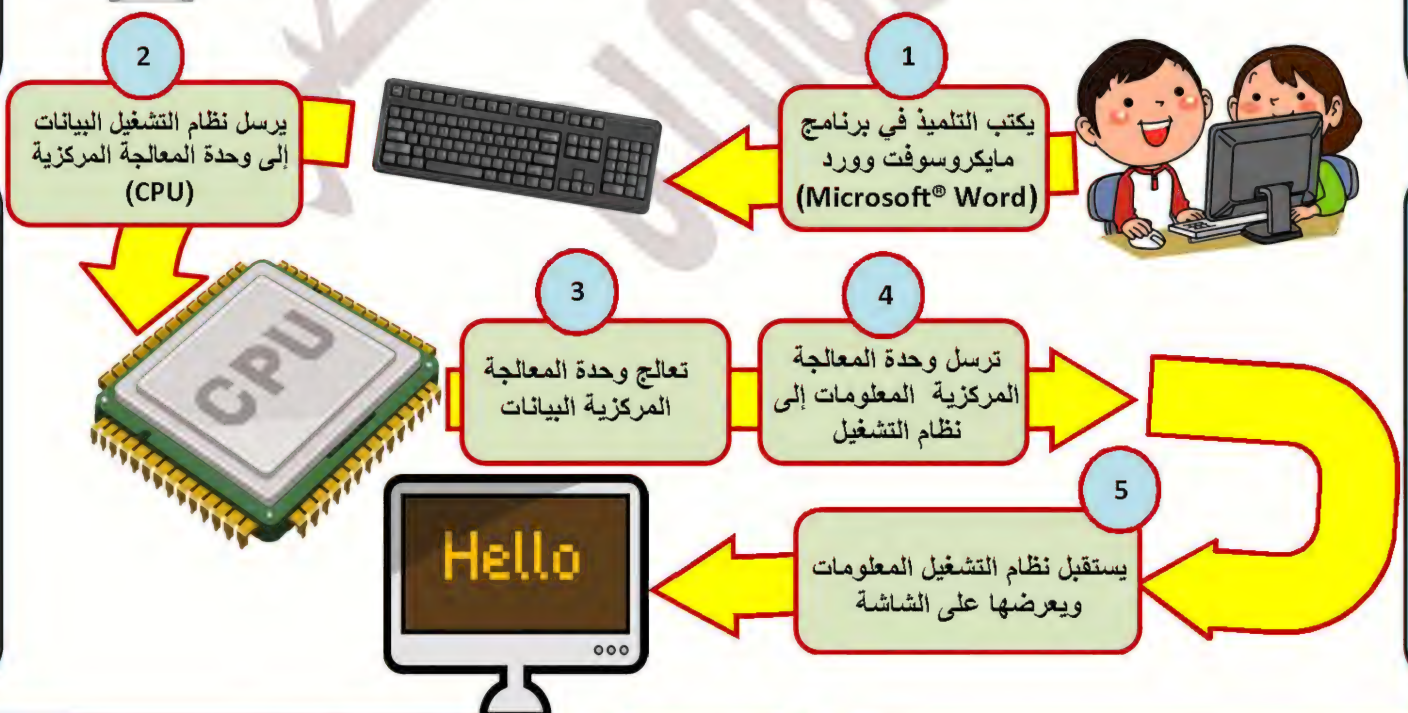 1
يكتب التلميذ في برنامج
مايكروسوفت وورد
(Microsoft® Word)
2
يرسل نظام التشغيل البيانات
إلى وحدة المعالجة المركزية
(CPU)
CPU
3
تعالج وحدة المعالجة
المركزية البيانات
4
ترسل وحدة المعالجة
المركزية المعلومات إلى
نظام التشغيل
5
يستقبل نظام التشغيل المعلومات
ويعرضها على الشاشة
Hello